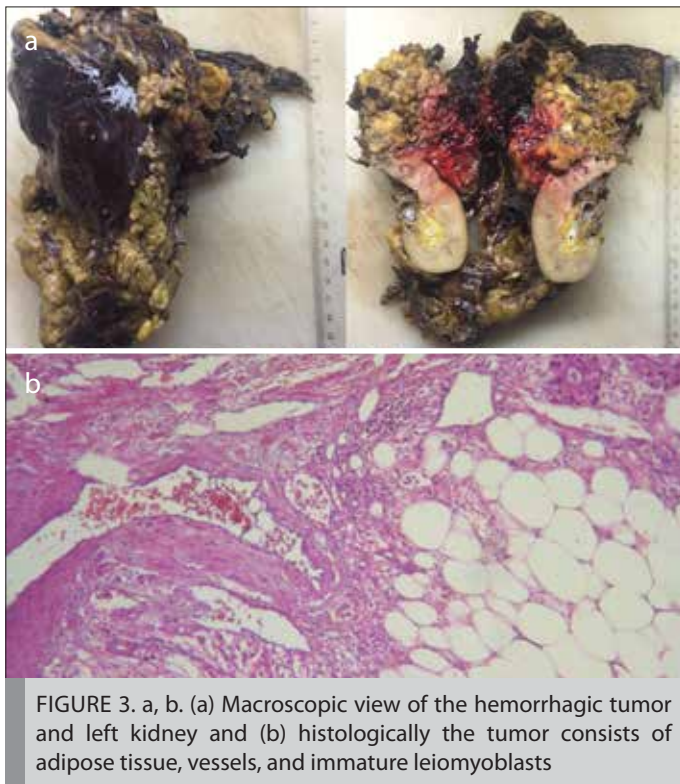 a
b
FIGURE 3. a, b. (a) Macroscopic view of the hemorrhagic tumor
and left kidney and (b) histologically the tumor consists of
adipose tissue, vessels, and immature leiomyoblasts